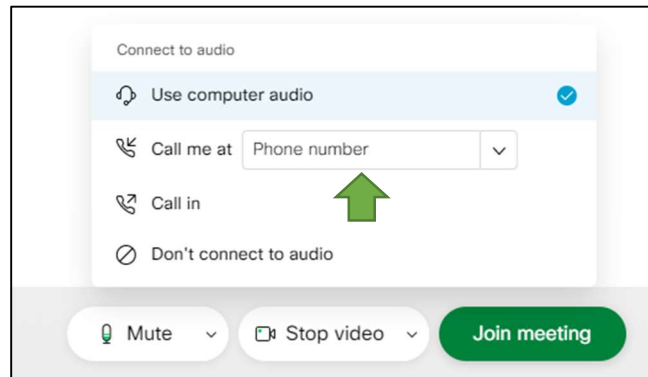 Connect to audio
Use computer audio
Call me at Phone number
Call in
Don't connect to audio
Mute Stop video Join meeting